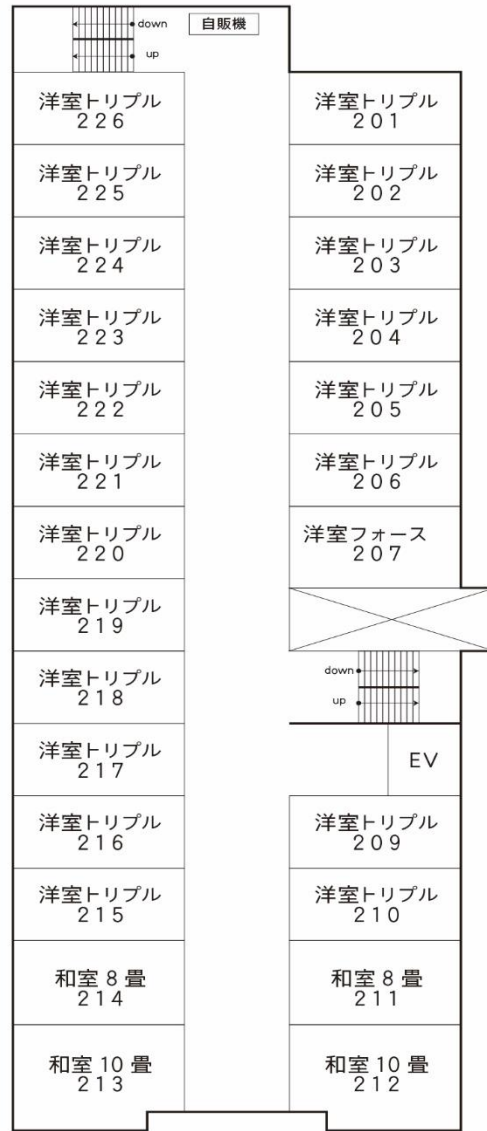 down
up
自販機
洋室トリプル
226
洋室トリプル
225
洋室トリプル
224
洋室トリプル
223
洋室トリプル
222
洋室トリプル
221
洋室トリプル
220
洋室トリプル
219
洋室トリプル
218
洋室トリプル
217
洋室トリプル
216
洋室トリプル
215
和室8畳
214
和室10畳
213
洋室トリプル
201
洋室トリプル
202
洋室トリプル
203
洋室トリプル
204
洋室トリプル
205
洋室トリプル
206
洋室フォース
207
down
up
EV
洋室トリプル
209
洋室トリプル
210
和室8畳
211
和室10畳
212